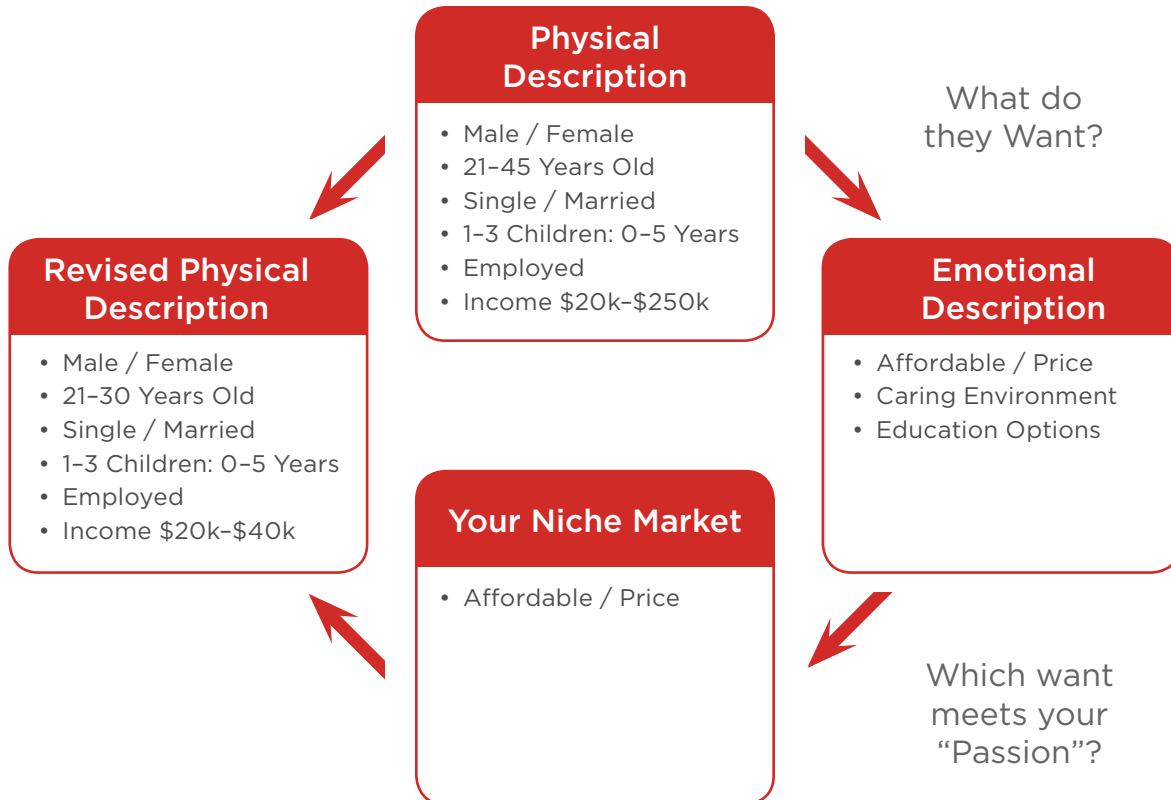 Physical
Description
• Male / Female
• 21–45 Years Old
• Single / Married
• 1–3 Children: 0–5 Years
• Employed
• Income $20k–$250k
What do
they Want?
Emotional
Description
• Affordable / Price
• Caring Environment
• Education Options
Which want
meets your
“Passion”?
Your Niche Market
• Affordable / Price
Revised Physical
Description
• Male / Female
• 21–30 Years Old
• Single / Married
• 1–3 Children: 0–5 Years
• Employed
• Income $20k–$40k